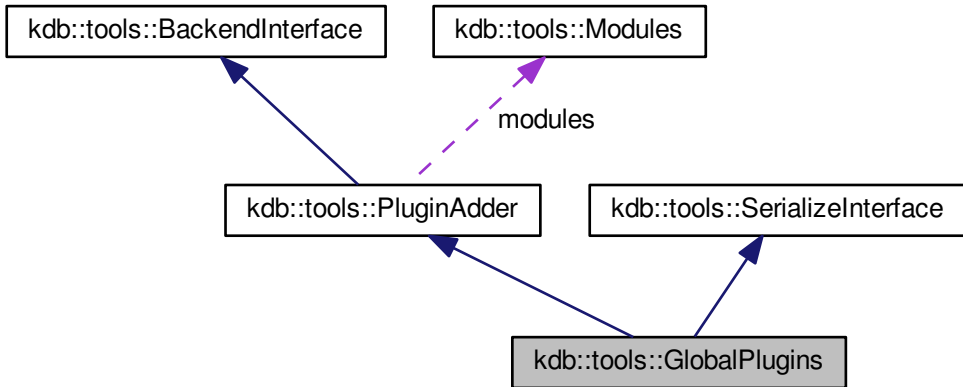 kdb::tools::BackendInterface
kdb::tools::Modules
modules
kdb::tools::PluginAdder
kdb::tools::SerializeInterface
kdb::tools::GlobalPlugins